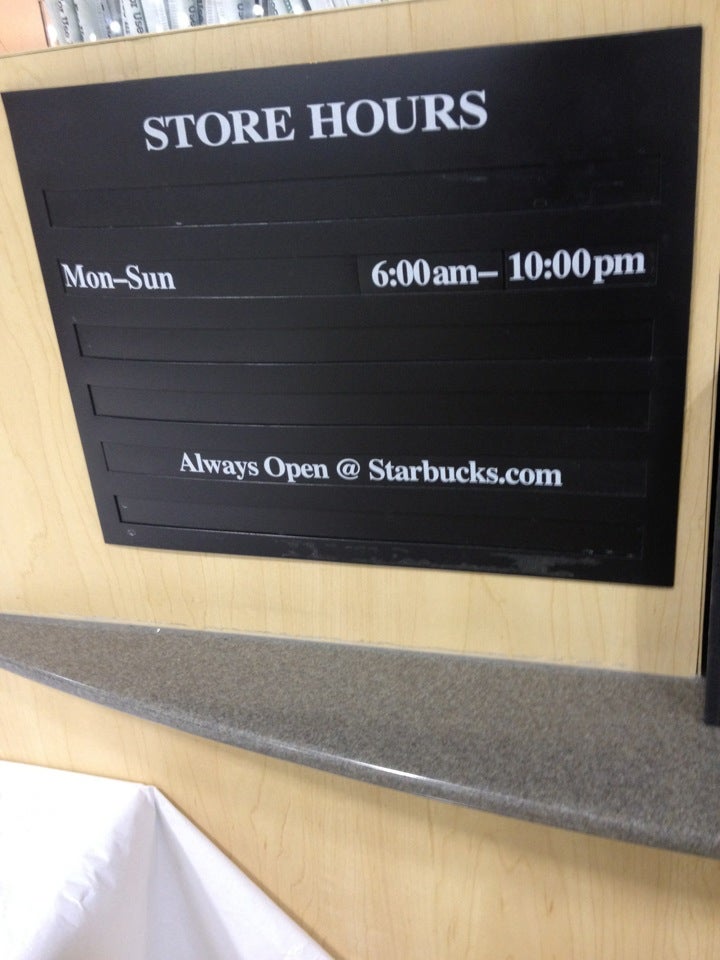 STORE HOURS
Mon–Sun 6:00am– 10:00pm
Always Open @ Starbucks.com